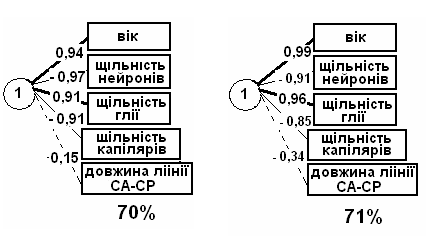 вік
0,94
щільність
нейронів
-0,97
1
0,91
щільність
глії
-0,91
щільність
капілярів
-0,15
довжина ліінії
СА-СР
70%
вік
0,99
щільність
нейронів
-0,91
1
0,96
щільність
глії
-0,85
щільність
капілярів
-0,34
довжина ліінії
СА-СР
71%